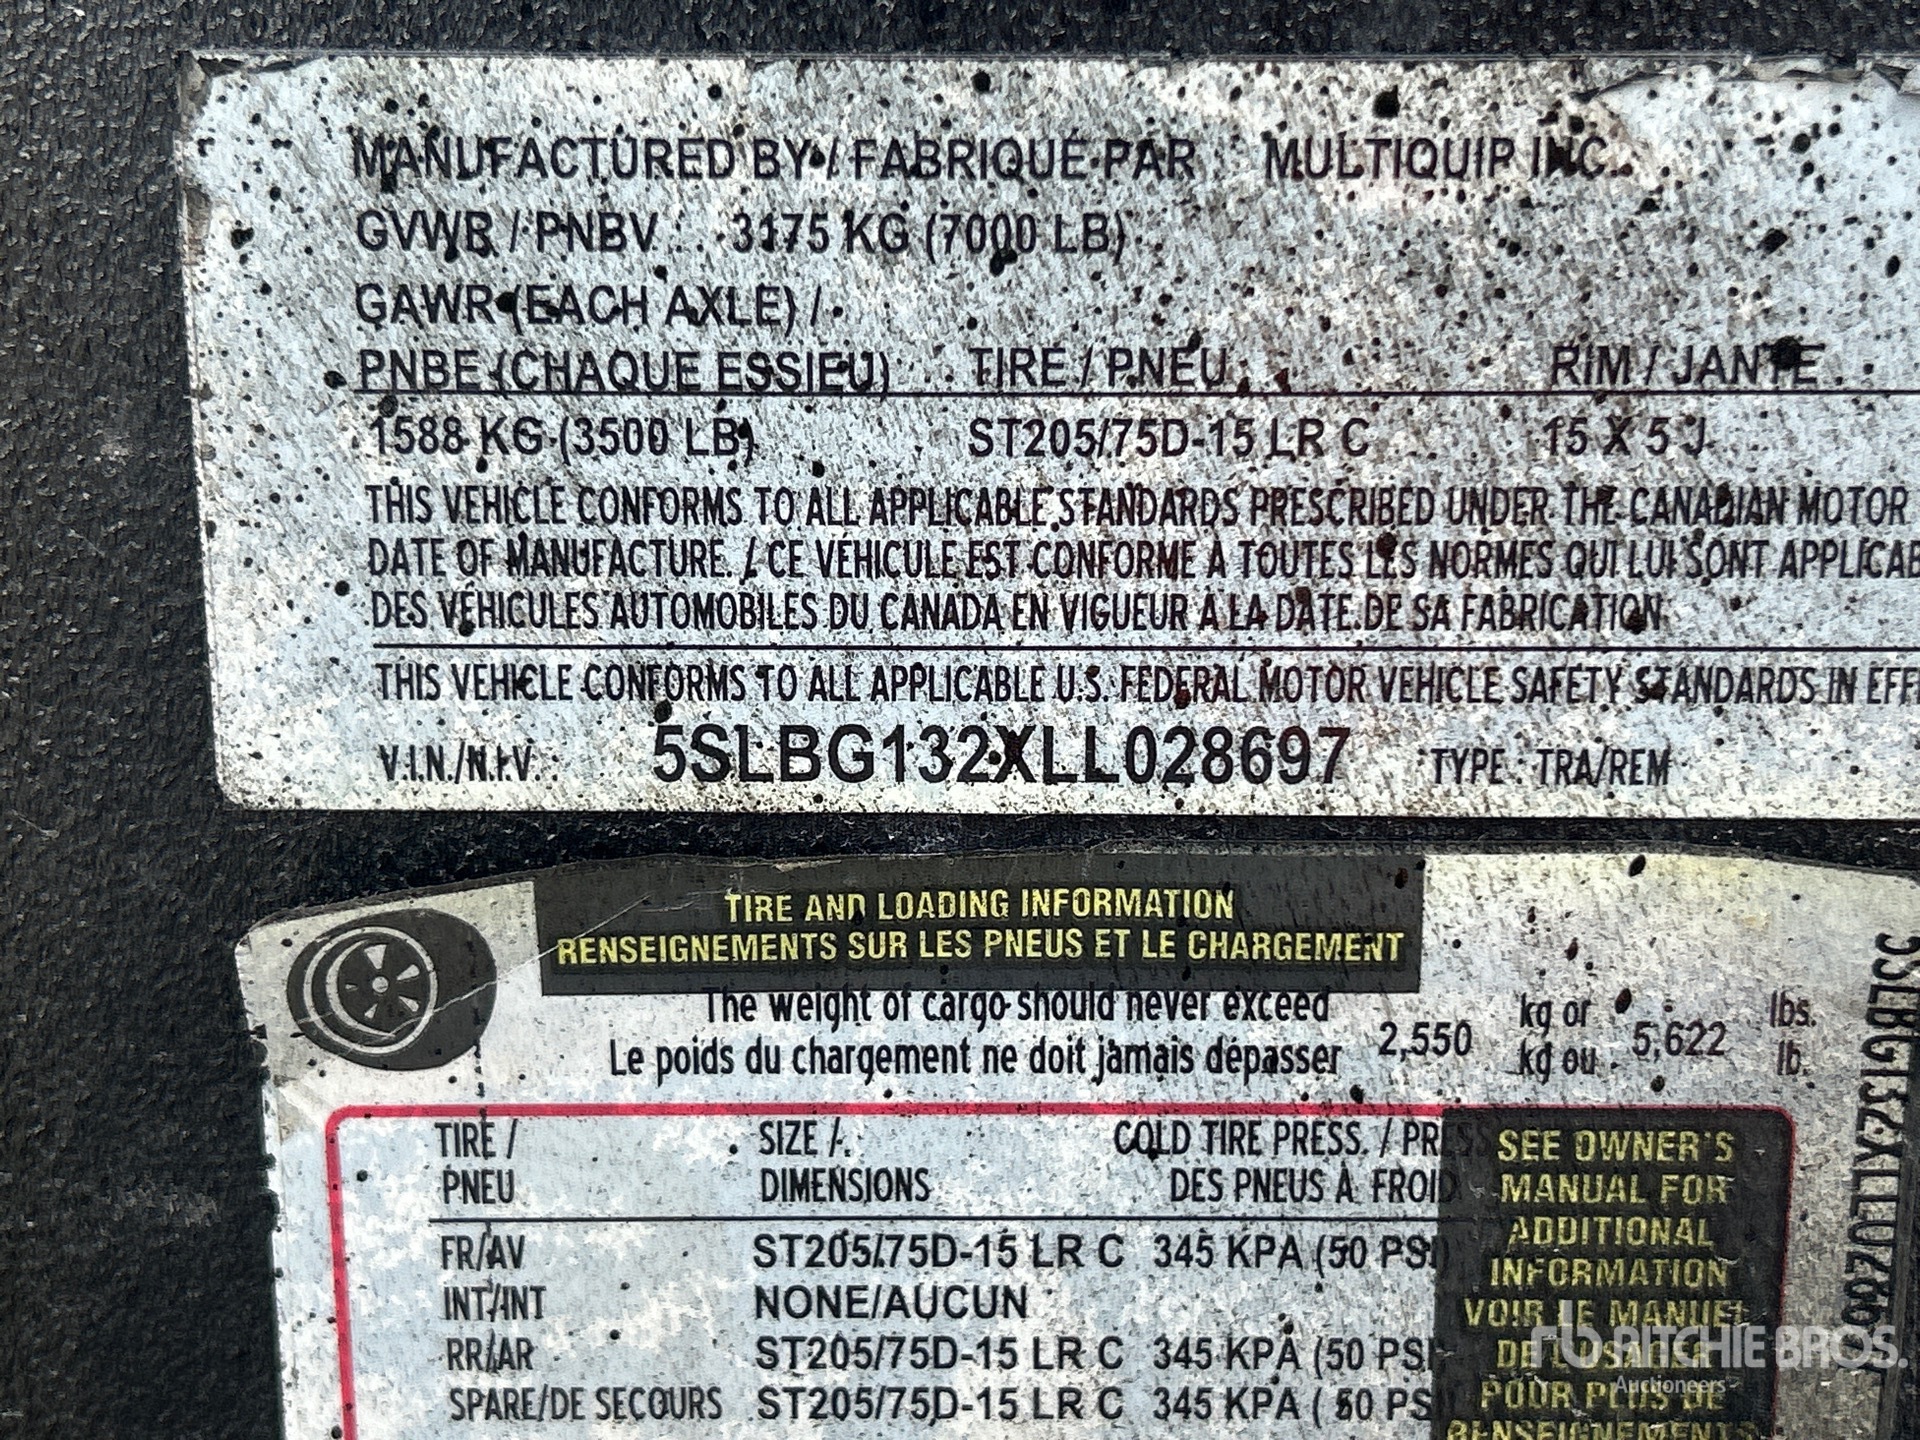 MANUFACTURED BY / FABRIQUÉ PAR MULTIQUIP INC.
GVWR / PNBV 3175 KG (7000 LB)
GAWR (EACH AXLE) /
PNBE (CHAQUE ESSIEU) TIRE / PNEU RIM / JANTE
1588 KG (3500 LB) ST205/75D-15 LR C 15 X 5 J
THIS VEHICLE CONFORMS TO ALL APPLICABLE STANDARDS PRESCRIBED UNDER THE CANADIAN MOTOR
DATE OF MANUFACTURE. / CE VÉHICULE EST CONFORME À TOUTES LES NORMES QUI LUI SONT APPLICAB
DES VÉHICULES AUTOMOBILES DU CANADA EN VIGUEUR À LA DATE DE SA FABRICATION
THIS VEHICLE CONFORMS TO ALL APPLICABLE U.S. FEDERAL MOTOR VEHICLE SAFETY STANDARDS IN EFF
V.I.N./N.I.V. : 5SLBG132XLL028697 TYPE : TRA/REM
TIRE AND LOADING INFORMATION
RENSEIGNEMENTS SUR LES PNEUS ET LE CHARGEMENT
The weight of cargo should never exceed
Le poids du chargement ne doit jamais dépasser
2,550 kg or 5,622 lbs.
kg ou lb.
TIRE / SIZE / COLD TIRE PRESS. / PRESS
PNEU DIMENSIONS DES PNEUS À FROID
FR/AV ST205/75D-15 LR C 345 KPA (50 PSI)
INT/INT NONE/AUCUN
RR/AR ST205/75D-15 LR C 345 KPA (50 PSI
SPARE/DE SECOURS ST205/75D-15 LR C 345 KPA ( 50 PS
SEE OWNER'S
MANUAL FOR
ADDITIONAL
INFORMATION
VOIR LE MANUEL
DE L'USAGER
POUR PLUS DE
RENSEIGNEMENTS
5SLBG132XLL028697
rb RITCHIE BROS.
Auctioneers